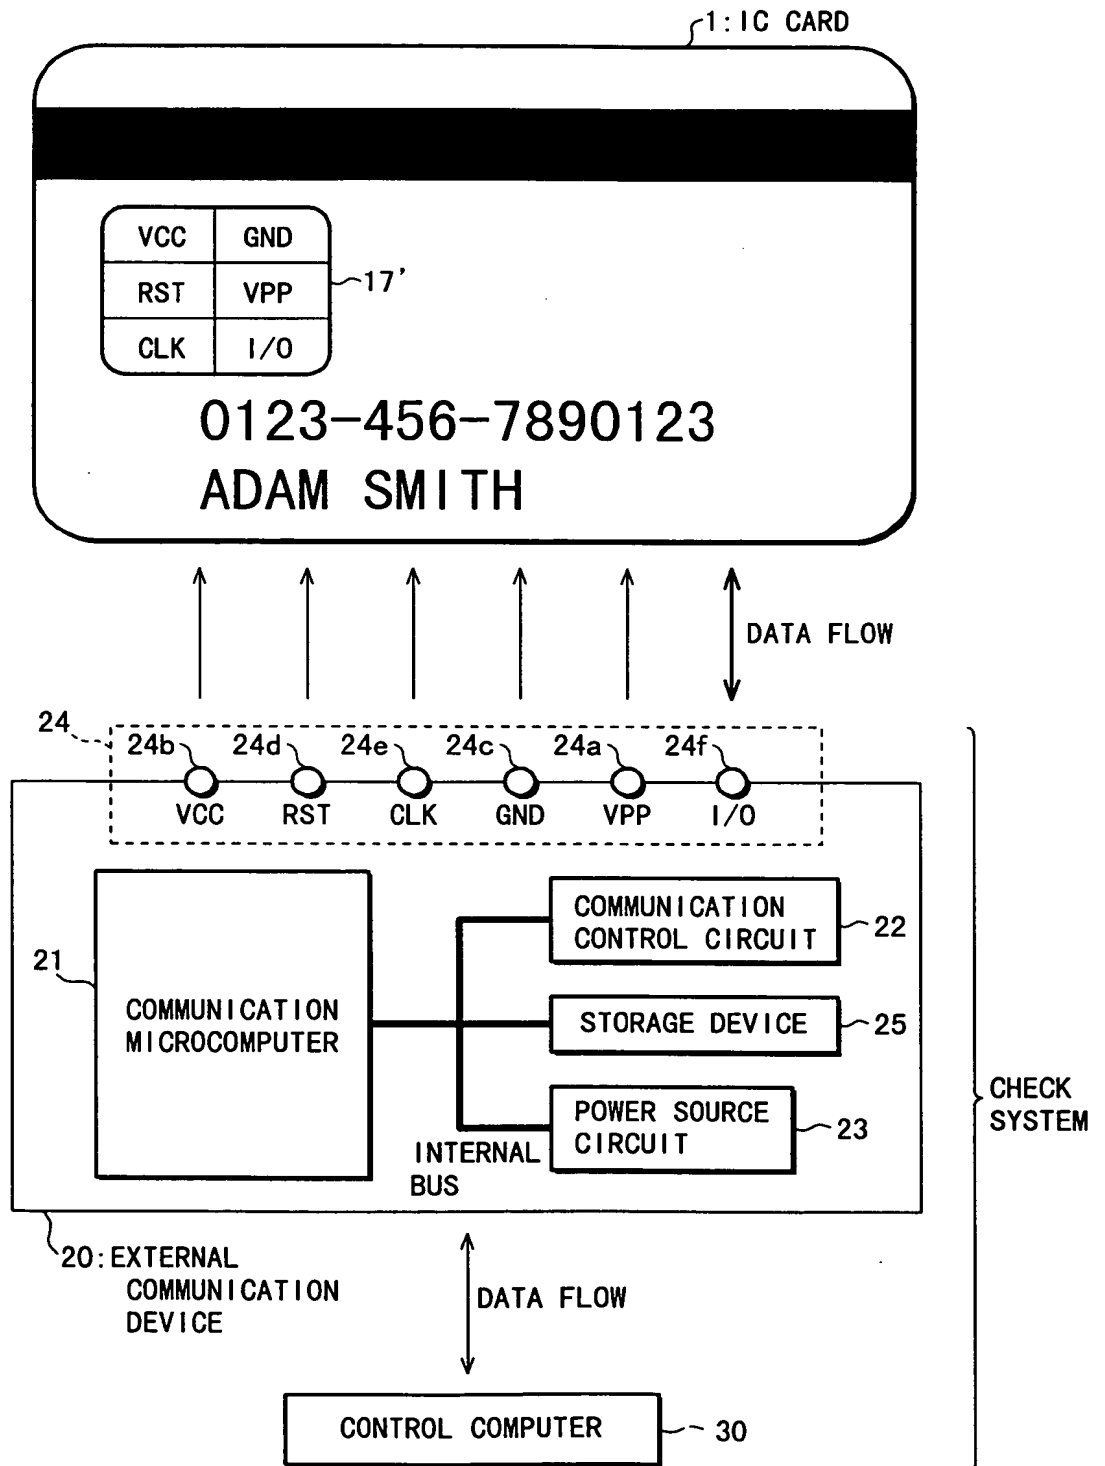 1:IC CARD
VCC GND
RST VPP
CLK I/O
17'
0123-456-7890123
ADAM SMITH
DATA FLOW
24
24b 24d 24e 24c 24a 24f
VCC RST CLK GND VPP I/O
21
COMMUNICATION
MICROCOMPUTER
COMMUNICATION
CONTROL CIRCUIT
22
STORAGE DEVICE
25
POWER SOURCE
CIRCUIT
23
INTERNAL
BUS
CHECK
SYSTEM
20:EXTERNAL
COMMUNICATION
DEVICE
DATA FLOW
CONTROL COMPUTER
30